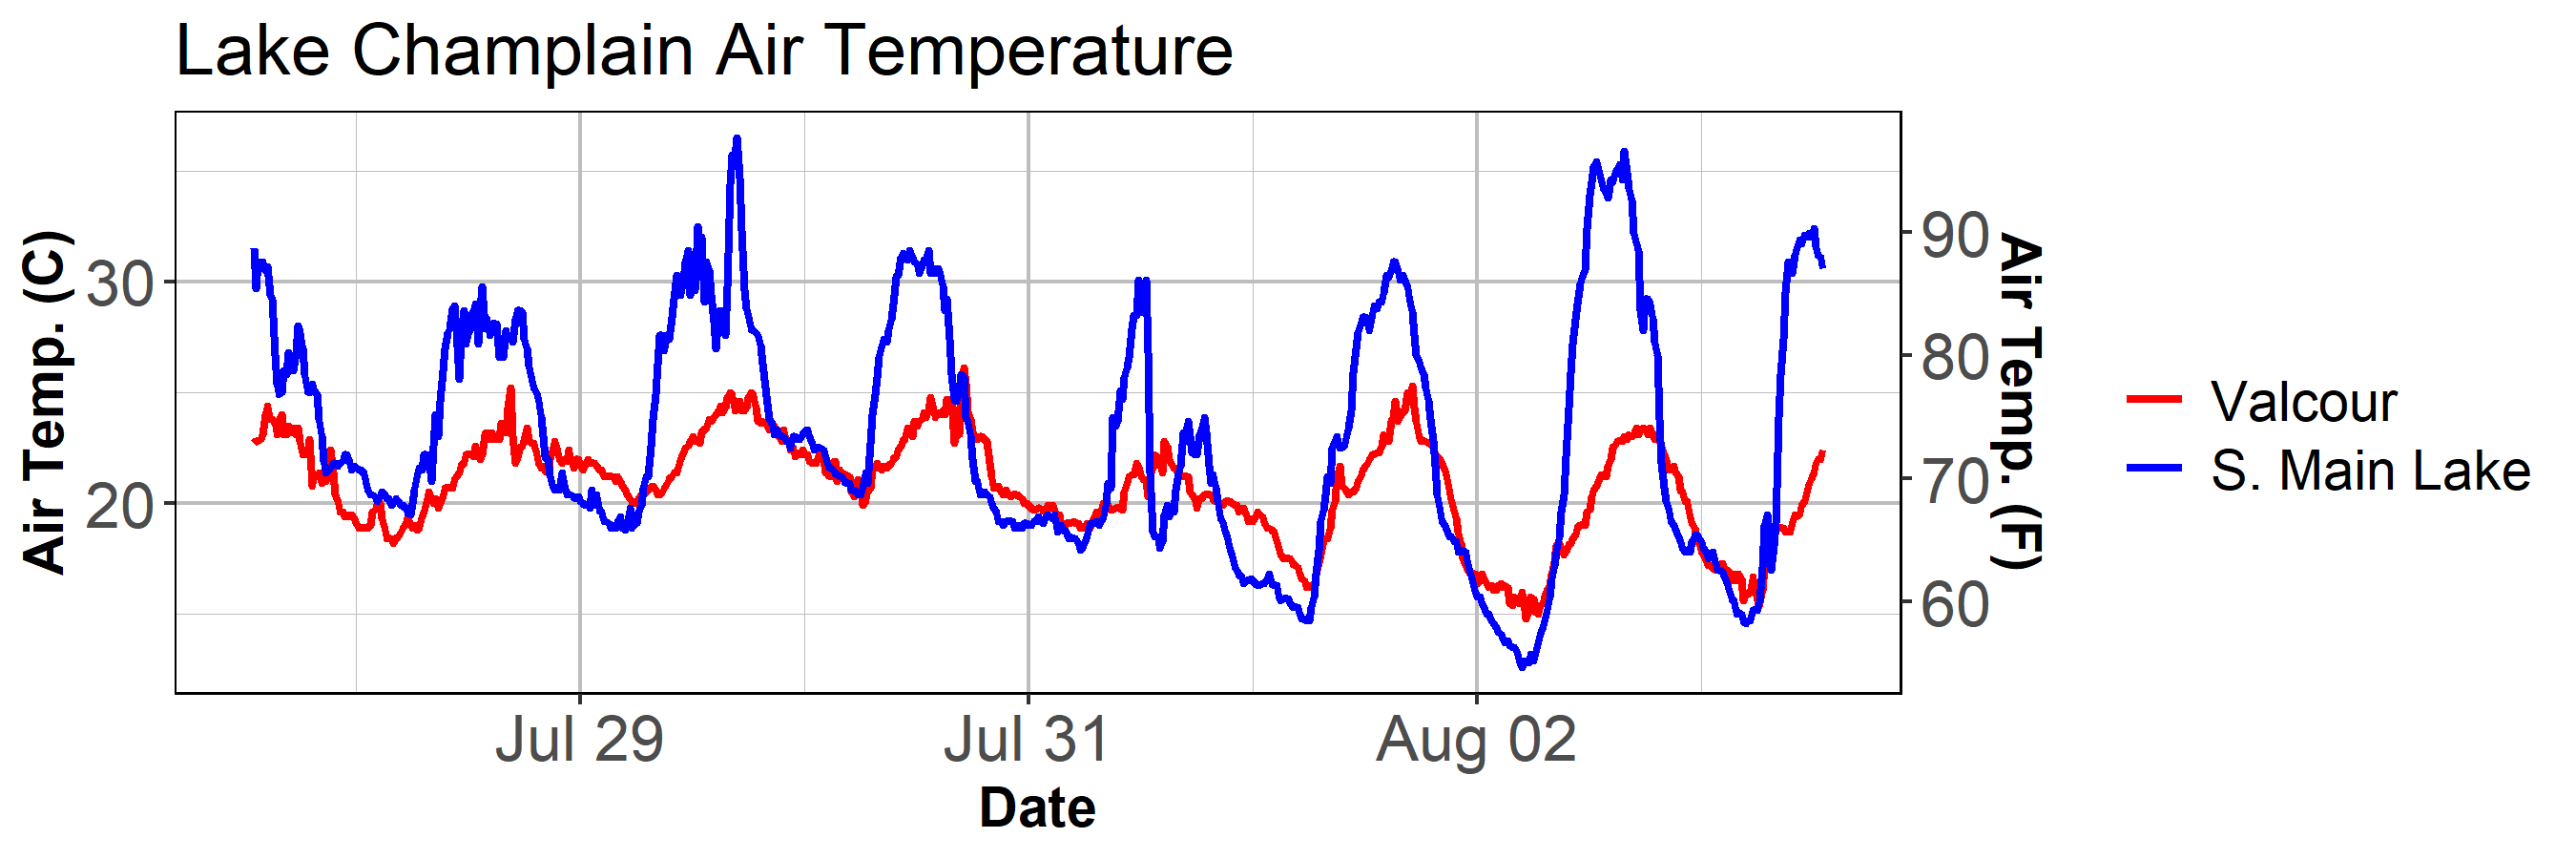 Lake Champlain Air Temperature
Air Temp. (C)
30
20
90
80
70
60
Air Temp. (F)
Valcour
S. Main Lake
Jul 29
Jul 31
Aug 02
Date